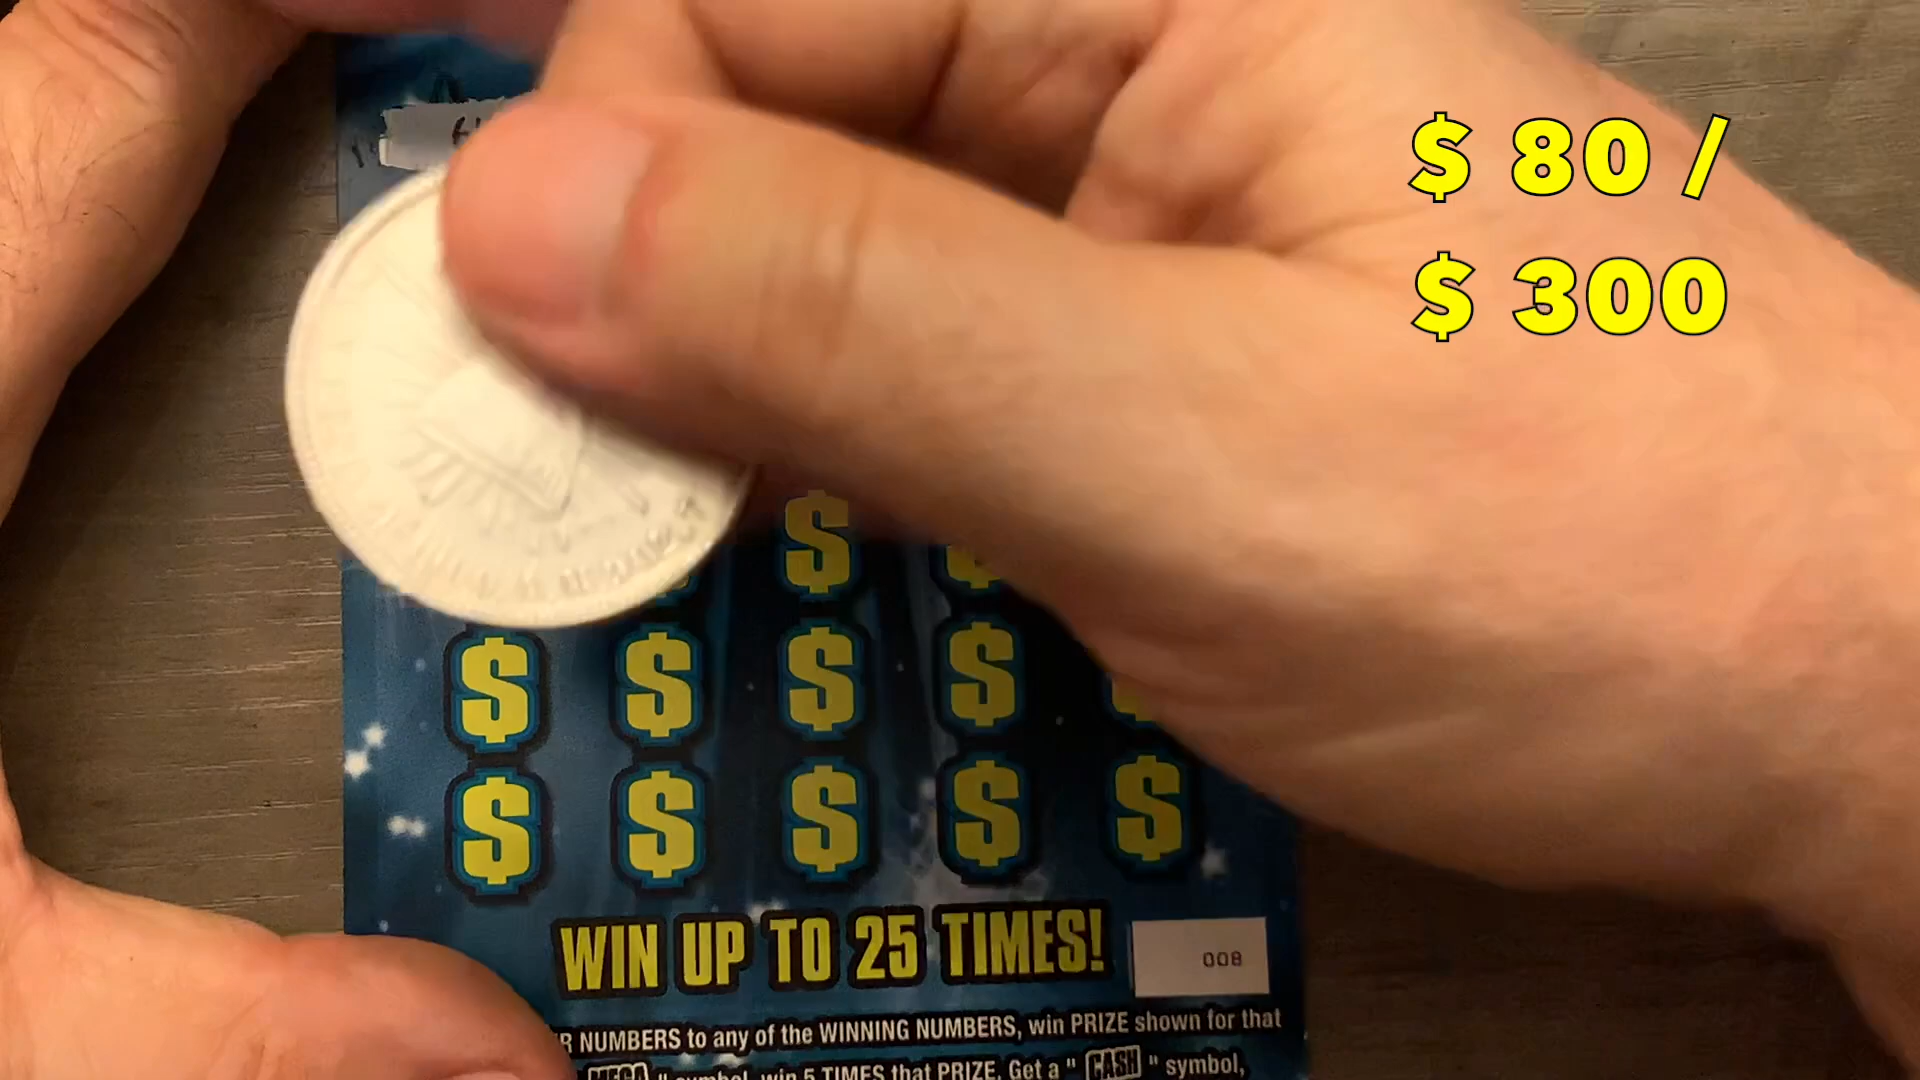 $ 80 /
$ 300
$
$ $ $ $
$ $ $ $ $
WIN UP TO 25 TIMES!
008
NUMBERS to any of the WINNING NUMBERS, win PRIZE shown for that
MEGA " symbol, win 5 TIMES that PRIZE. Get a " CASH " symbol,